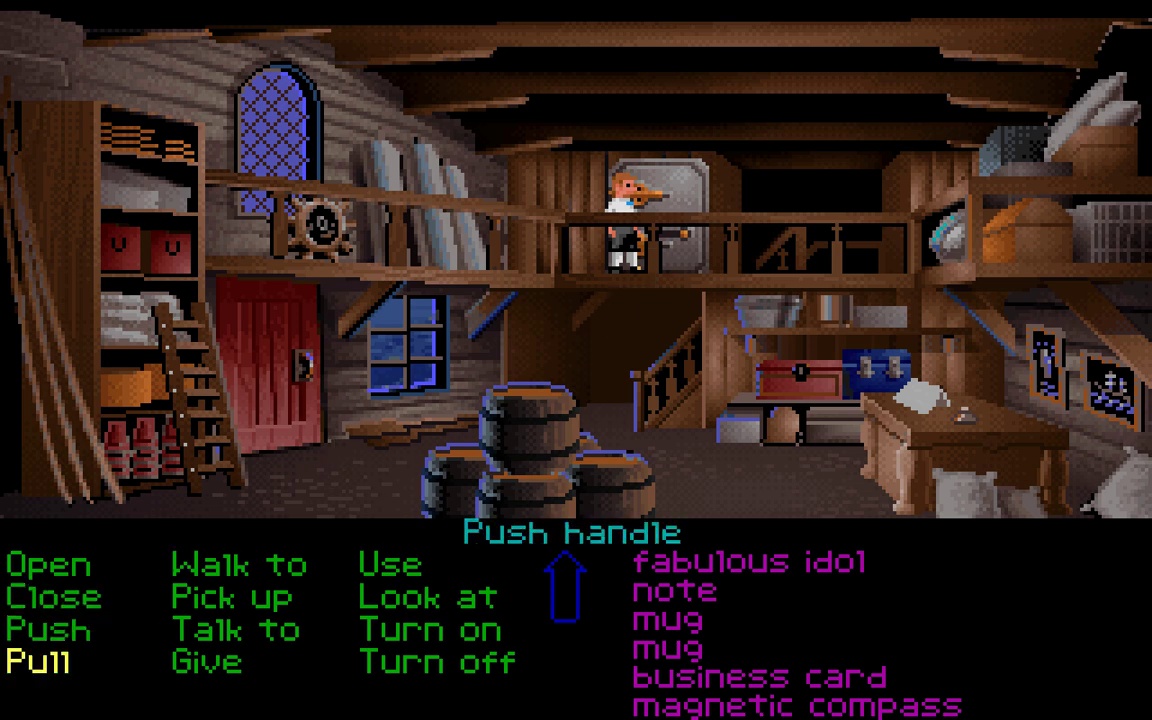 Push handle
Open Walk to Use fabulous idol
Close Pick up Look at note
Push Talk to Turn on mug
Pull Give Turn off mug
business card
magnetic compass